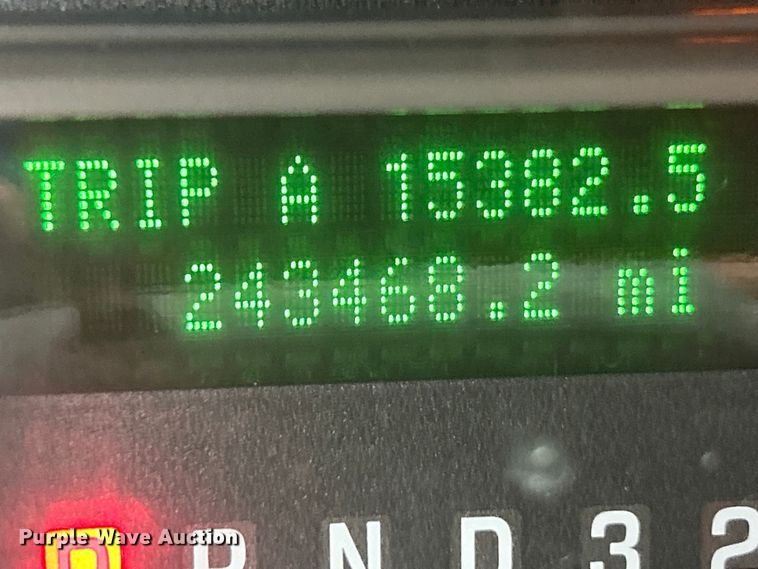 TRIP A 15382.5
243468.2 mi
P R N D 3 2
Purple Wave Auction